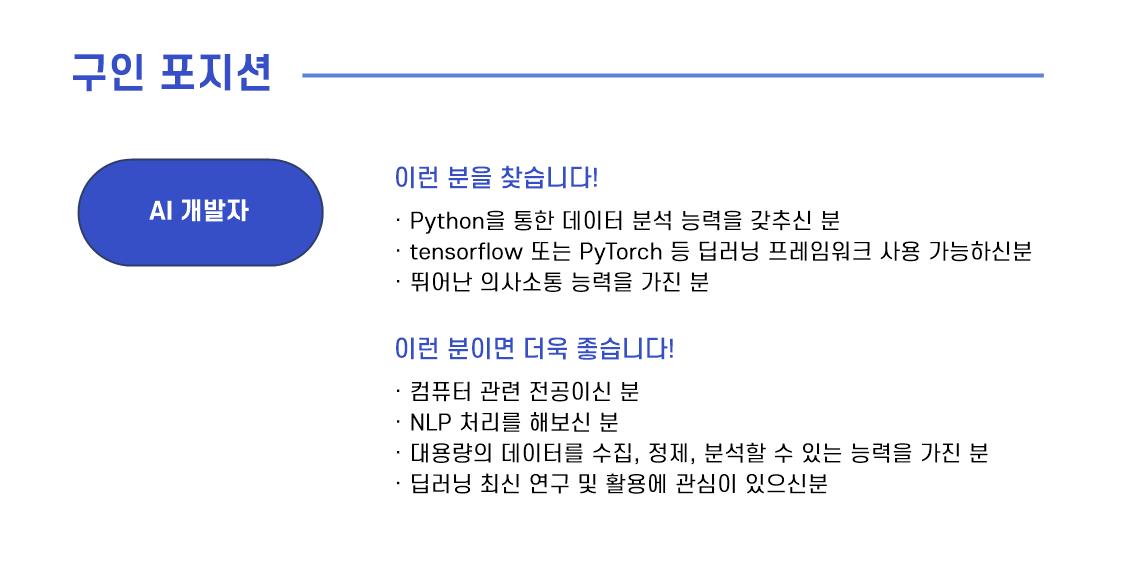 구인 포지션
AI 개발자
이런 분을 찾습니다!
· Python을 통한 데이터 분석 능력을 갖추신 분
· tensorflow 또는 PyTorch 등 딥러닝 프레임워크 사용 가능하신분
· 뛰어난 의사소통 능력을 가진 분
이런 분이면 더욱 좋습니다!
· 컴퓨터 관련 전공이신 분
· NLP 처리를 해보신 분
· 대용량의 데이터를 수집, 정제, 분석할 수 있는 능력을 가진 분
· 딥러닝 최신 연구 및 활용에 관심이 있으신분